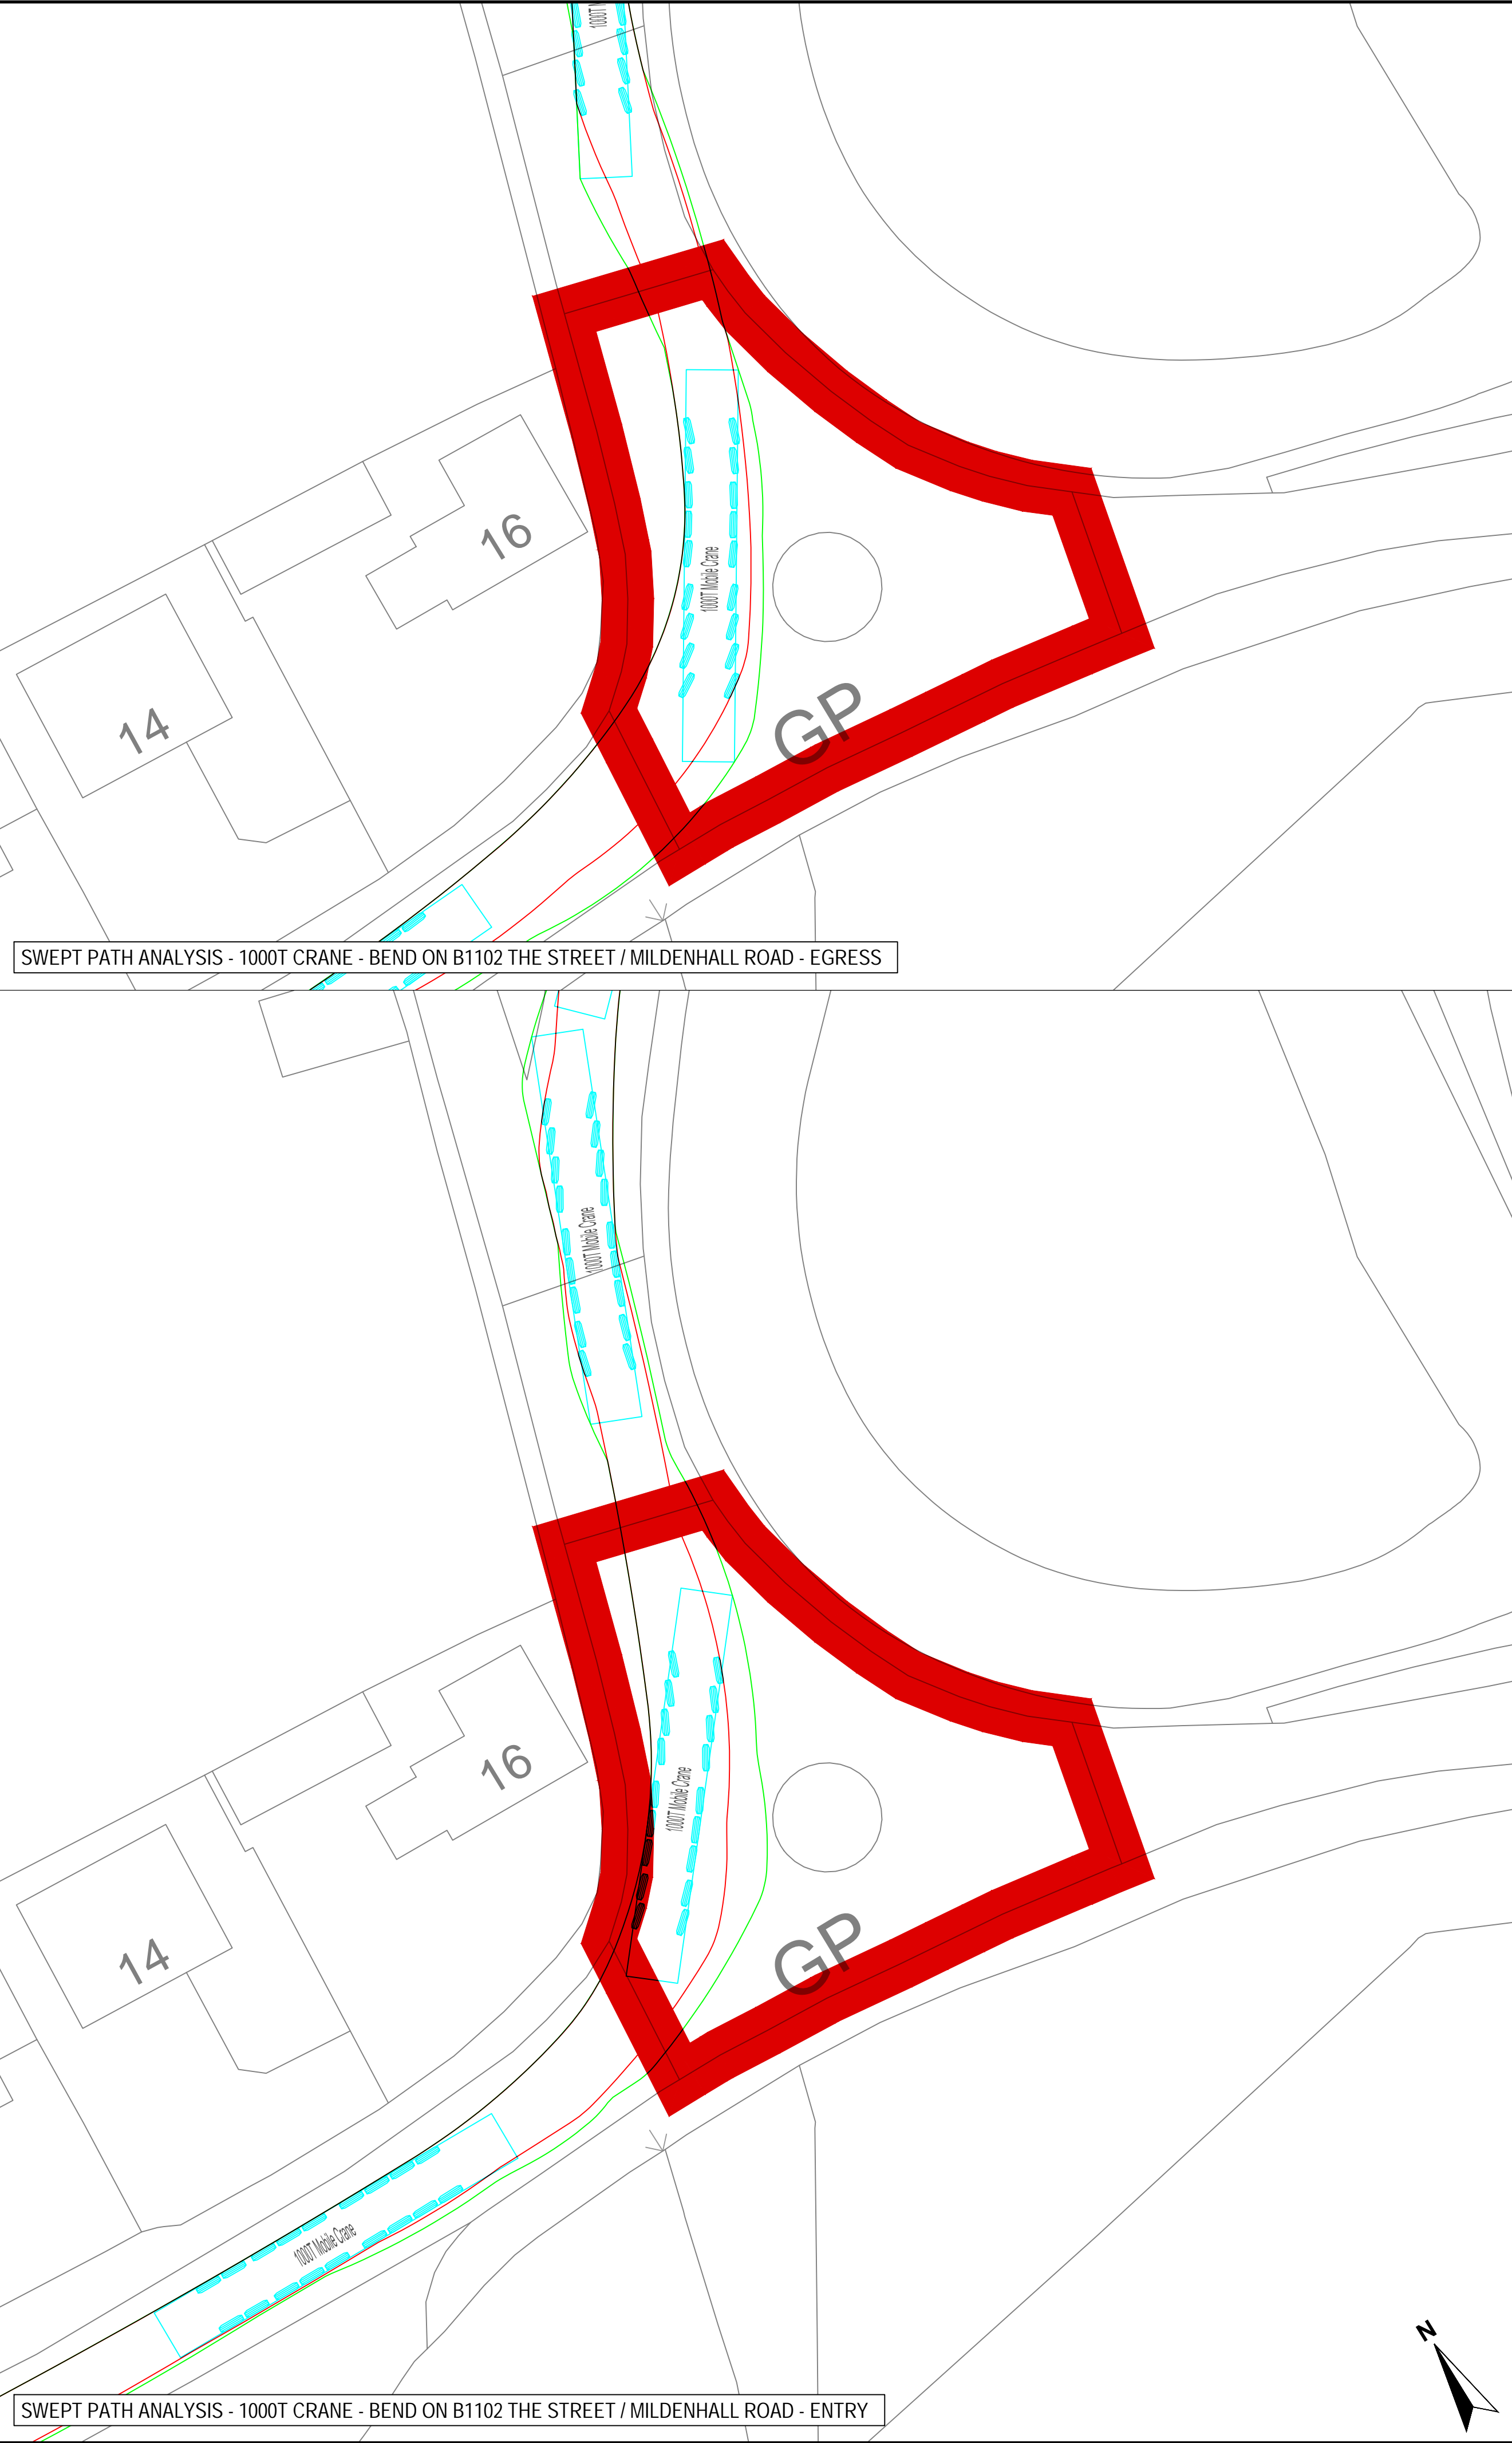 1000T M
16
1000T Mobile Crane
14
GP
SWEPT PATH ANALYSIS - 1000T CRANE - BEND ON B1102 THE STREET / MILDENHALL ROAD - EGRESS
1000T Mobile Crane
16
1000T Mobile Crane
14
GP
1000T Mobile Crane
N
SWEPT PATH ANALYSIS - 1000T CRANE - BEND ON B1102 THE STREET / MILDENHALL ROAD - ENTRY